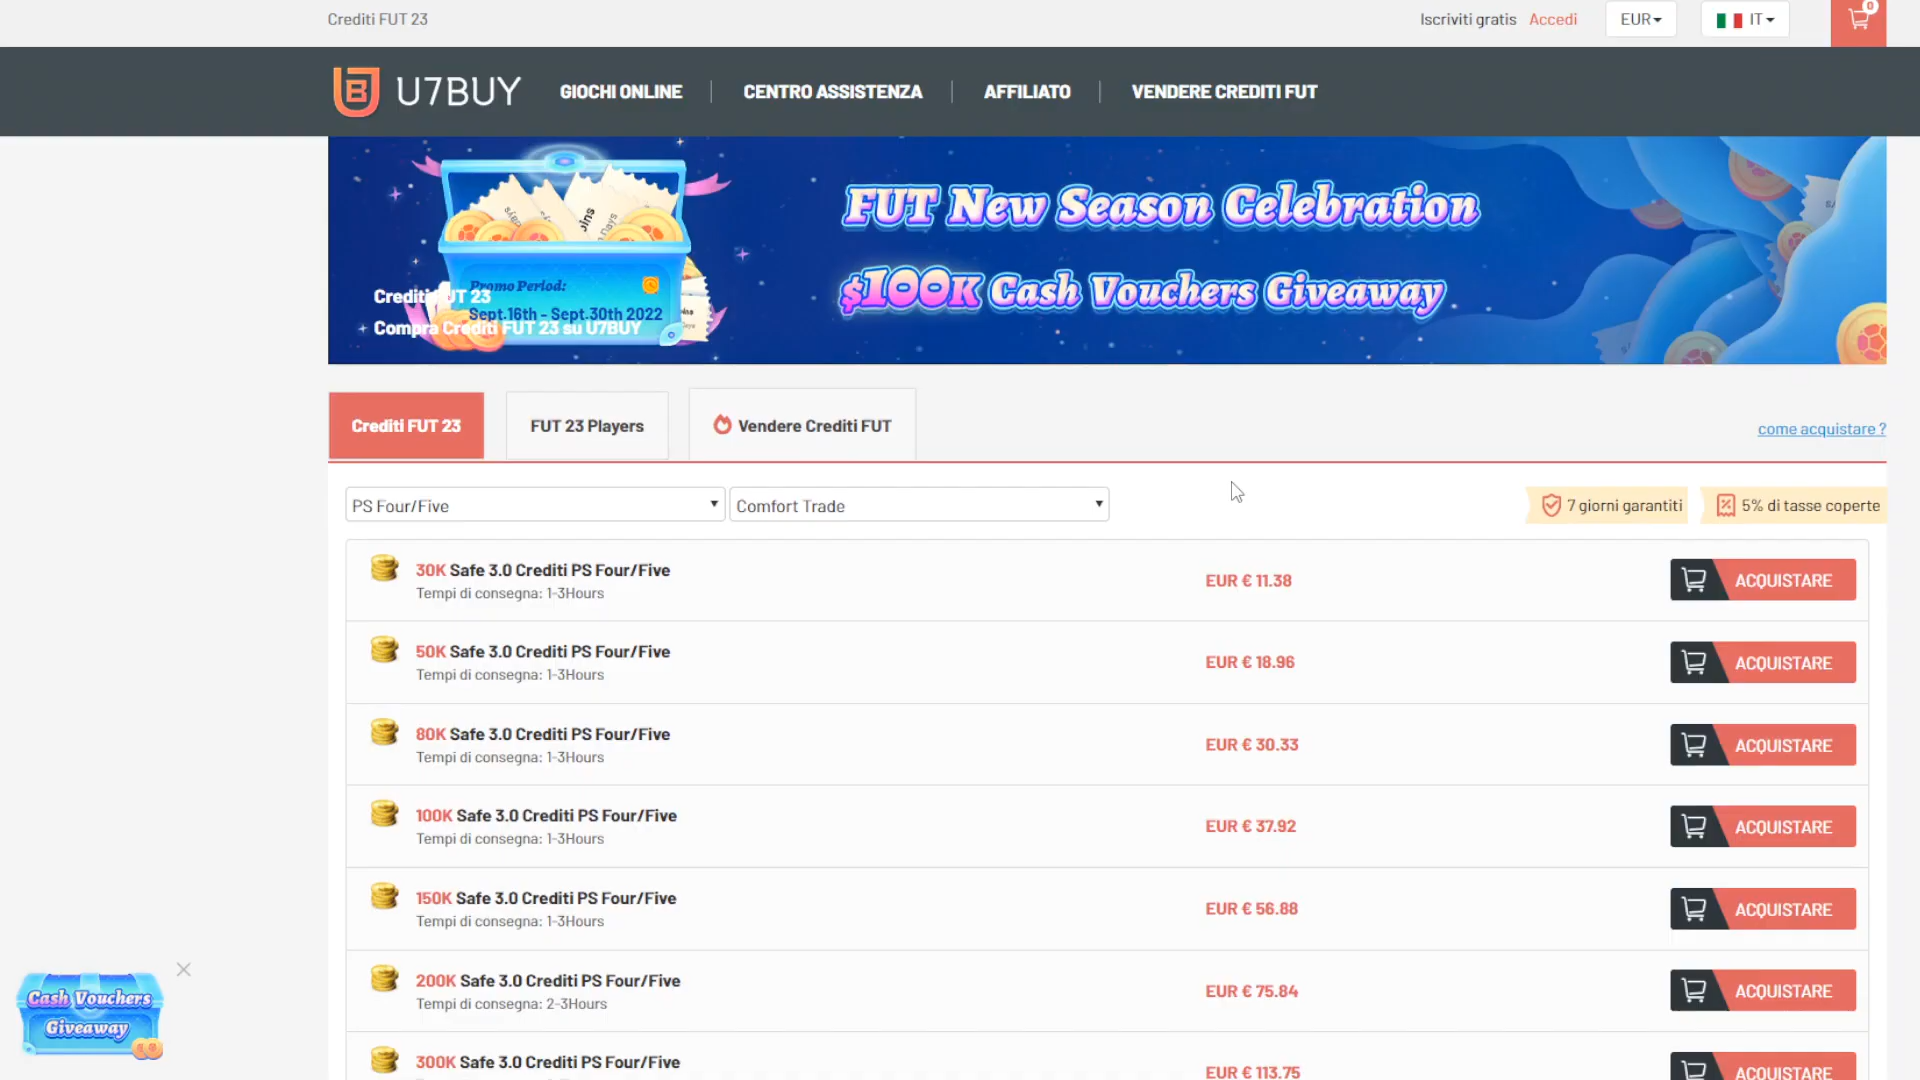 Crediti FUT 23
Iscriviti gratis Accedi EUR IT 0
U7BUY GIOCHI ONLINE CENTRO ASSISTENZA AFFILIATO VENDERE CREDITI FUT
FUT New Season Celebration
$100K Cash Vouchers Giveaway
Promo Period:
Sept.16th - Sept.30th 2022
Crediti FUT 23
Compra Crediti FUT 23 su U7BUY
Crediti FUT 23 FUT 23 Players Vendere Crediti FUT
come acquistare ?
PS Four/Five Comfort Trade 7 giorni garantiti 5% di tasse coperte
30K Safe 3.0 Crediti PS Four/Five
Tempi di consegna: 1-3Hours
EUR € 11.38 ACQUISTARE
50K Safe 3.0 Crediti PS Four/Five
Tempi di consegna: 1-3Hours
EUR € 18.96 ACQUISTARE
80K Safe 3.0 Crediti PS Four/Five
Tempi di consegna: 1-3Hours
EUR € 30.33 ACQUISTARE
100K Safe 3.0 Crediti PS Four/Five
Tempi di consegna: 1-3Hours
EUR € 37.92 ACQUISTARE
150K Safe 3.0 Crediti PS Four/Five
Tempi di consegna: 1-3Hours
EUR € 56.88 ACQUISTARE
200K Safe 3.0 Crediti PS Four/Five
Tempi di consegna: 2-3Hours
EUR € 75.84 ACQUISTARE
300K Safe 3.0 Crediti PS Four/Five
EUR € 113.75 ACQUISTARE
Cash Vouchers
Giveaway